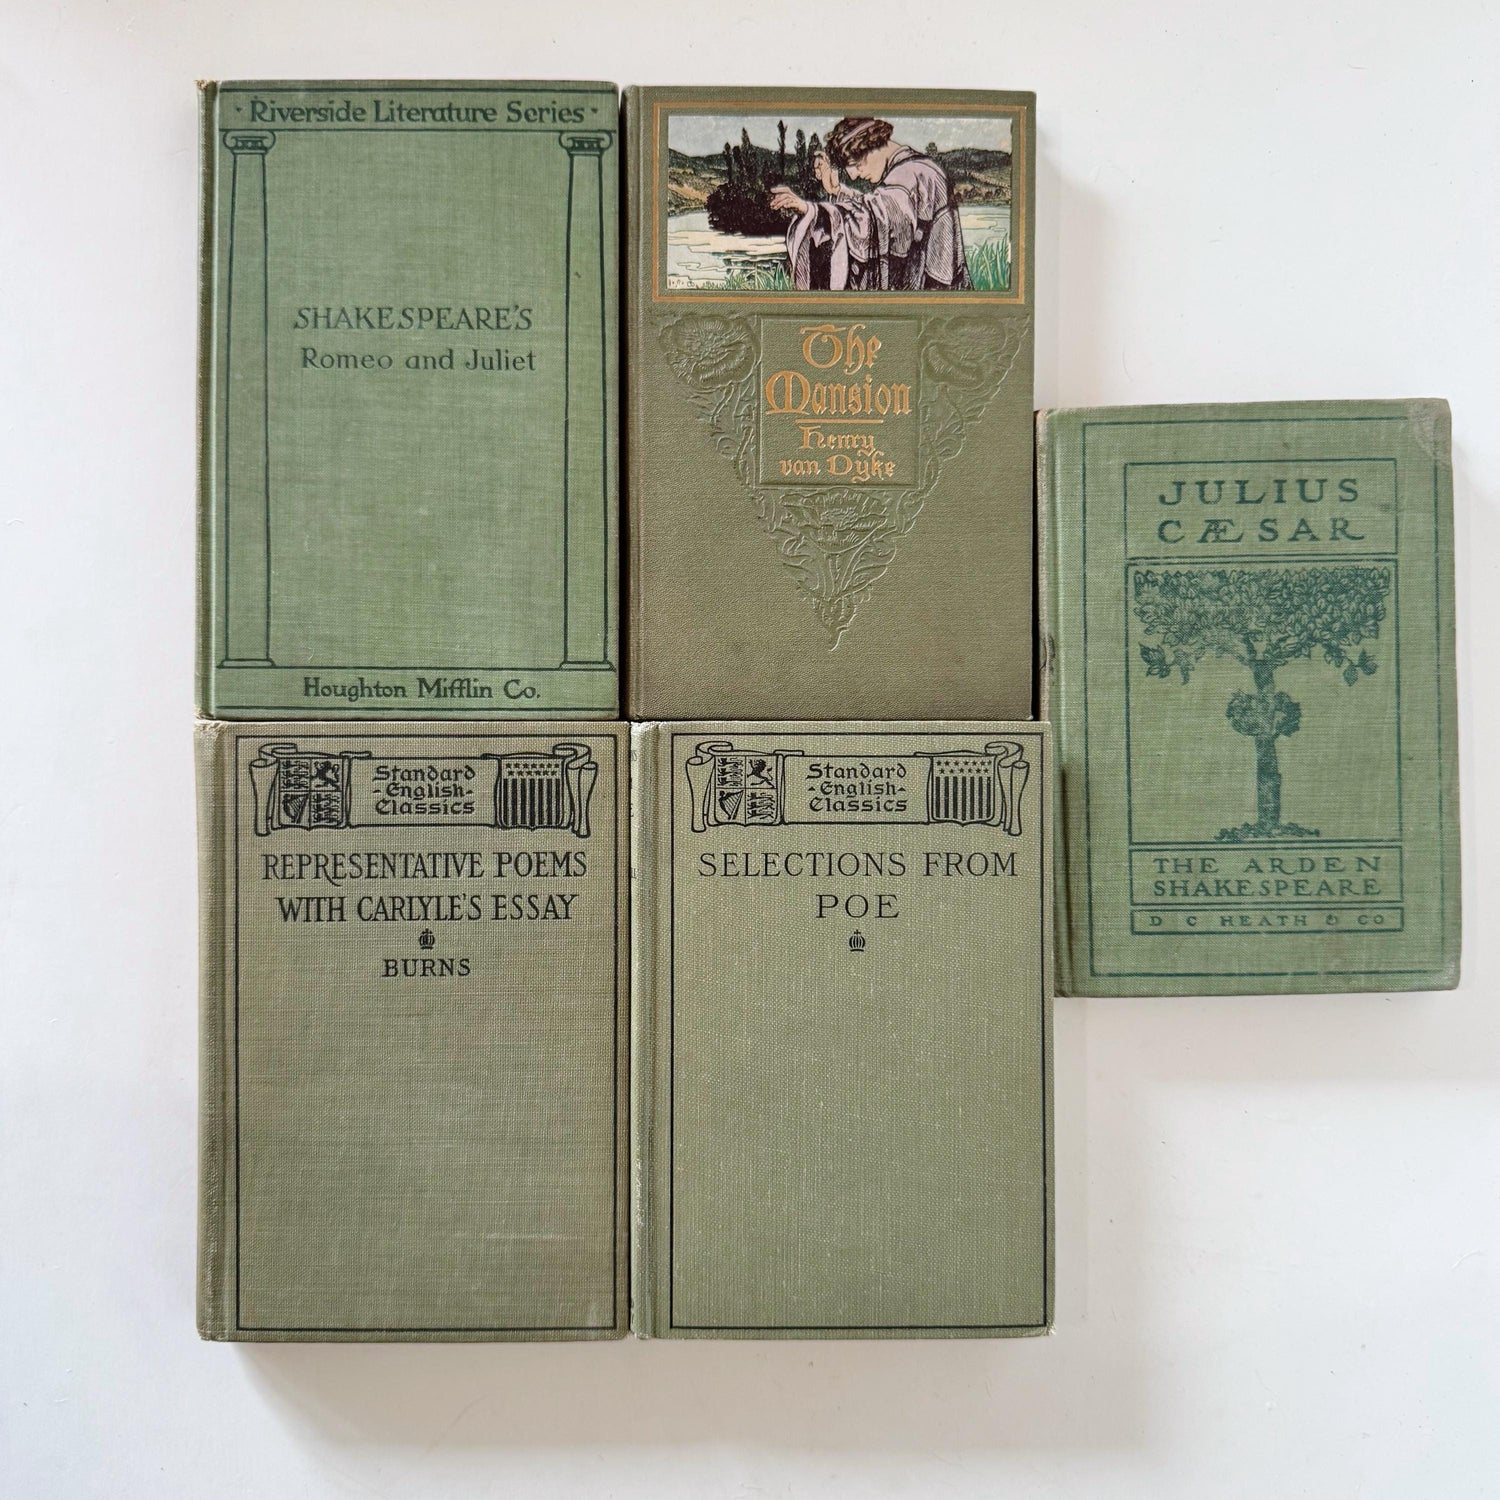 · Riverside Literature Series ·
SHAKESPEARE'S
Romeo and Juliet
Houghton Mifflin Co.
The
Mansion
Henry
van Dyke
JULIUS
CÆSAR
THE ARDEN
SHAKESPEARE
D C HEATH & CO
Standard
-English-
Classics
REPRESENTATIVE POEMS
WITH CARLYLE'S ESSAY
BURNS
Standard
-English-
Classics
SELECTIONS FROM
POE